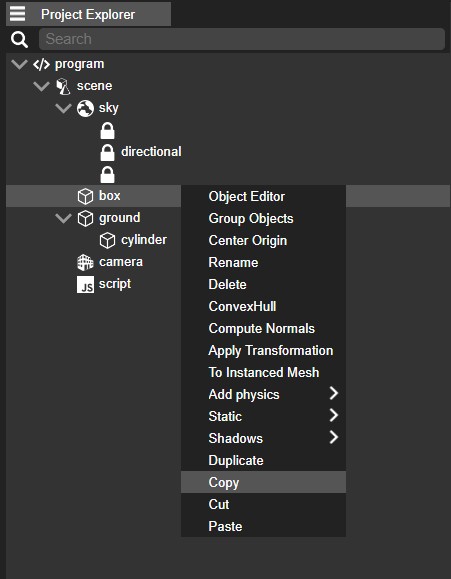 Project Explorer
Search
</> program
scene
sky
directional
box
ground
cylinder
camera
JS script
Object Editor
Group Objects
Center Origin
Rename
Delete
ConvexHull
Compute Normals
Apply Transformation
To Instanced Mesh
Add physics
Static
Shadows
Duplicate
Copy
Cut
Paste